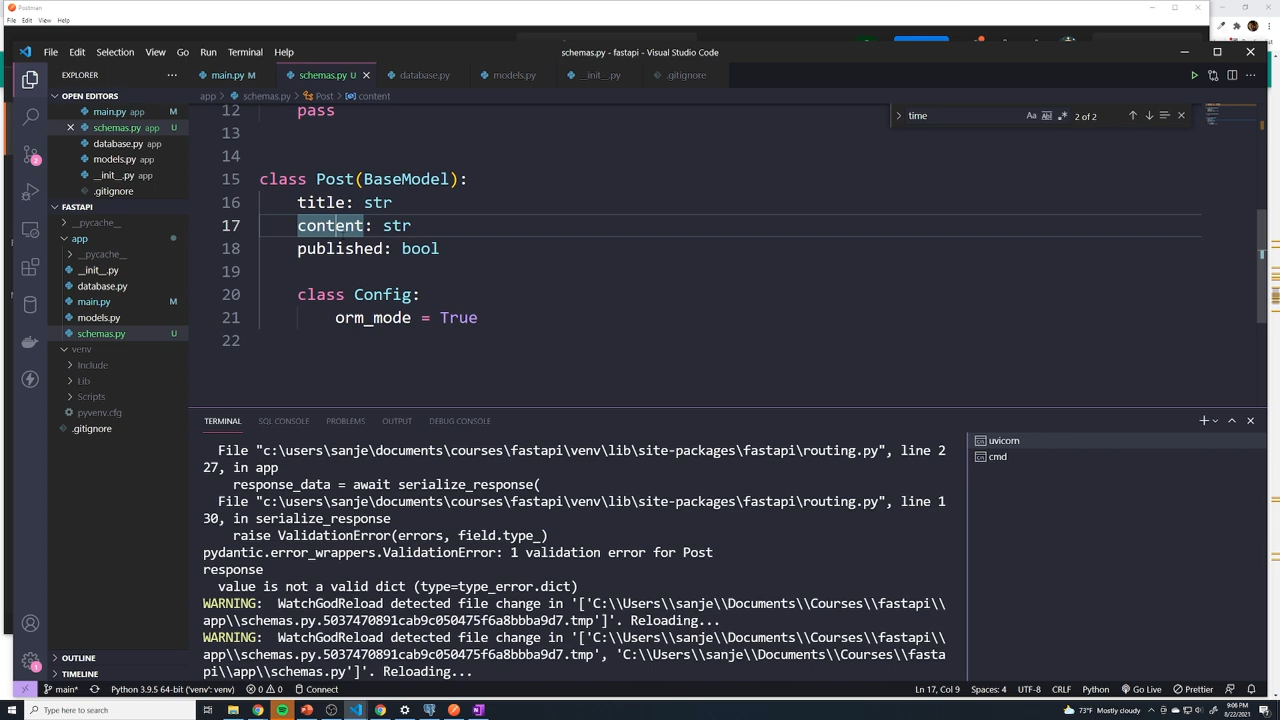 Postman
File Edit View Help
File Edit Selection View Go Run Terminal Help
schemas.py - fastapi - Visual Studio Code
EXPLORER
main.py M
schemas.py U
database.py
models.py
__init__.py
.gitignore
OPEN EDITORS
main.py app M
schemas.py app U
database.py app
models.py app
__init__.py app
.gitignore
FASTAPI
__pycache__
app
__pycache__
__init__.py
database.py
main.py M
models.py
schemas.py U
venv
Include
Lib
Scripts
pyvenv.cfg
.gitignore
OUTLINE
TIMELINE
app > schemas.py > Post > content
time
Aa
2 of 2
12 pass
13
14
15 class Post(BaseModel):
16 title: str
17 content: str
18 published: bool
19
20 class Config:
21 orm_mode = True
22
TERMINAL SQL CONSOLE PROBLEMS OUTPUT DEBUG CONSOLE
File "c:\users\sanje\documents\courses\fastapi\venv\lib\site-packages\fastapi\routing.py", line 2
27, in app
response_data = await serialize_response(
File "c:\users\sanje\documents\courses\fastapi\venv\lib\site-packages\fastapi\routing.py", line 1
30, in serialize_response
raise ValidationError(errors, field.type_)
pydantic.error_wrappers.ValidationError: 1 validation error for Post
response
value is not a valid dict (type=type_error.dict)
WARNING: WatchGodReload detected file change in '['C:\\Users\\sanje\\Documents\\Courses\\fastapi\\
app\\schemas.py.5037470891cab9c050475f6a8bbba9d7.tmp']'. Reloading...
WARNING: WatchGodReload detected file change in '['C:\\Users\\sanje\\Documents\\Courses\\fastapi\\
app\\schemas.py.5037470891cab9c050475f6a8bbba9d7.tmp', 'C:\\Users\\sanje\\Documents\\Courses\\fasta
pi\\app\\schemas.py']'. Reloading...
uvicorn
cmd
2
1
main* Python 3.9.5 64-bit ('venv': venv) 0 0 Connect
Ln 17, Col 9 Spaces: 4 UTF-8 CRLF Python Go Live Prettier
Type here to search
73°F Mostly cloudy
9:06 PM
8/22/2021